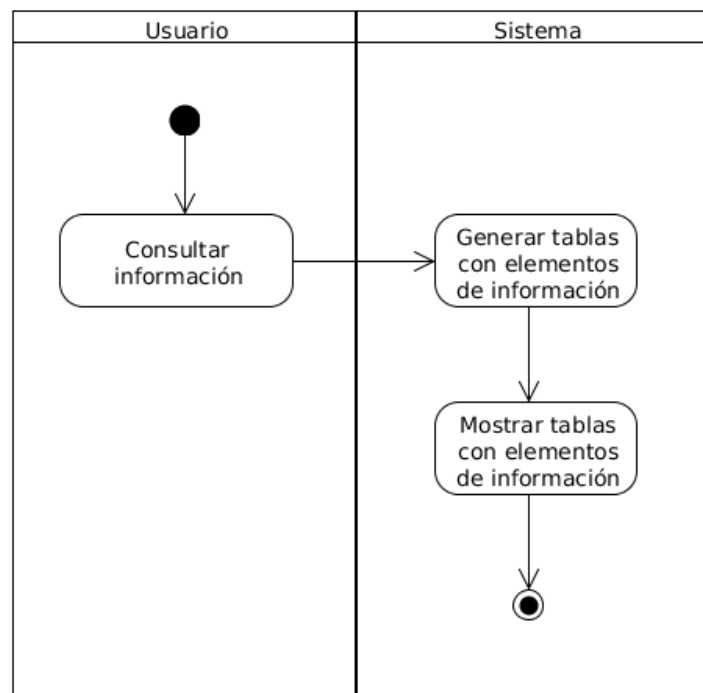 Usuario
Sistema
Consultar
información
Generar tablas
con elementos
de información
Mostrar tablas
con elementos
de información